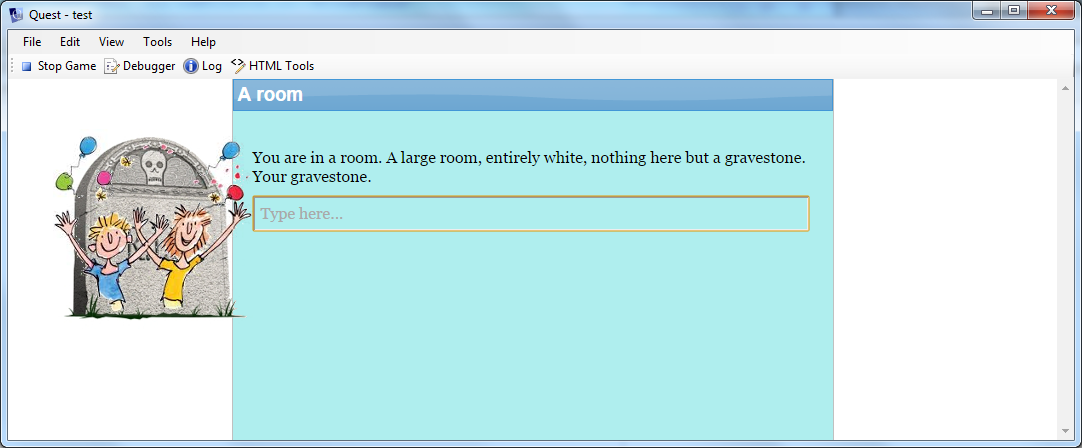 Quest - test
File Edit View Tools Help
Stop Game Debugger Log HTML Tools
A room
You are in a room. A large room, entirely white, nothing here but a gravestone.
Your gravestone.
Type here...